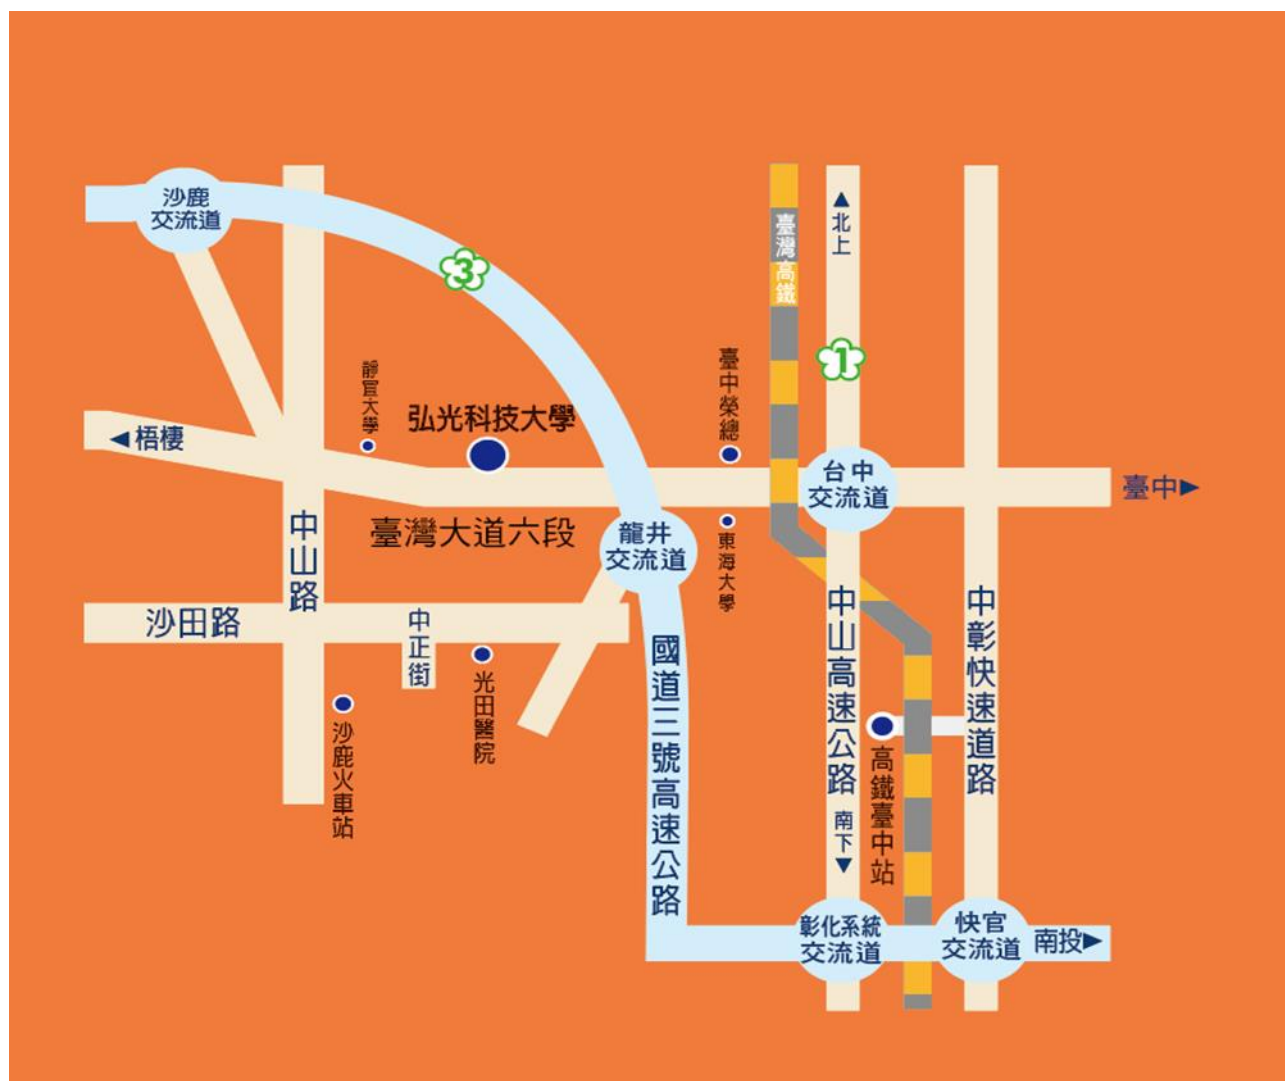 沙鹿
交流道
北上
臺灣高鐵
3
1
靜宜大學
弘光科技大學
臺中榮總
梧棲
台中
交流道
臺中
臺灣大道六段
龍井
交流道
東海大學
中山路
沙田路
中正街
光田醫院
沙鹿火車站
國道三號高速公路
中山高速公路
中彰快速道路
高鐵臺中站
南下
彰化系統
交流道
快官
交流道
南投